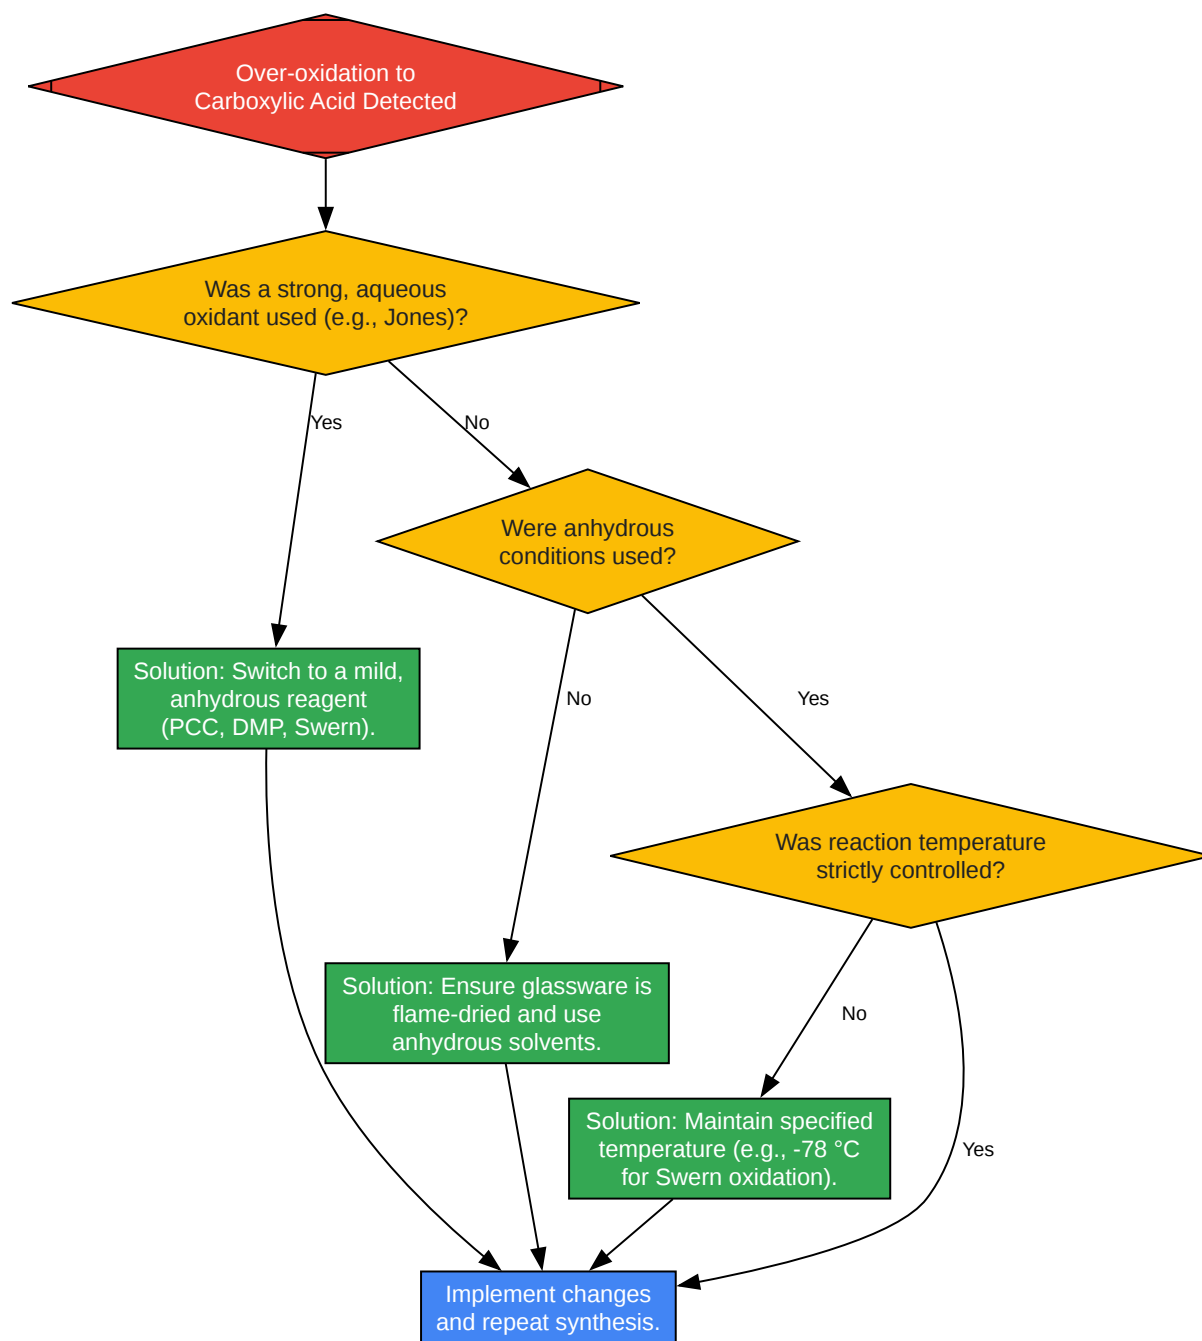 Over-oxidation to
Carboxylic Acid Detected
Was a strong, aqueous
oxidant used (e.g., Jones)?
Yes
No
Were anhydrous
conditions used?
Solution: Switch to a mild,
anhydrous reagent
(PCC, DMP, Swern).
No
Yes
Was reaction temperature
strictly controlled?
Solution: Ensure glassware is
flame-dried and use
anhydrous solvents.
No
Solution: Maintain specified
temperature (e.g., -78 °C
for Swern oxidation).
Yes
Implement changes
and repeat synthesis.